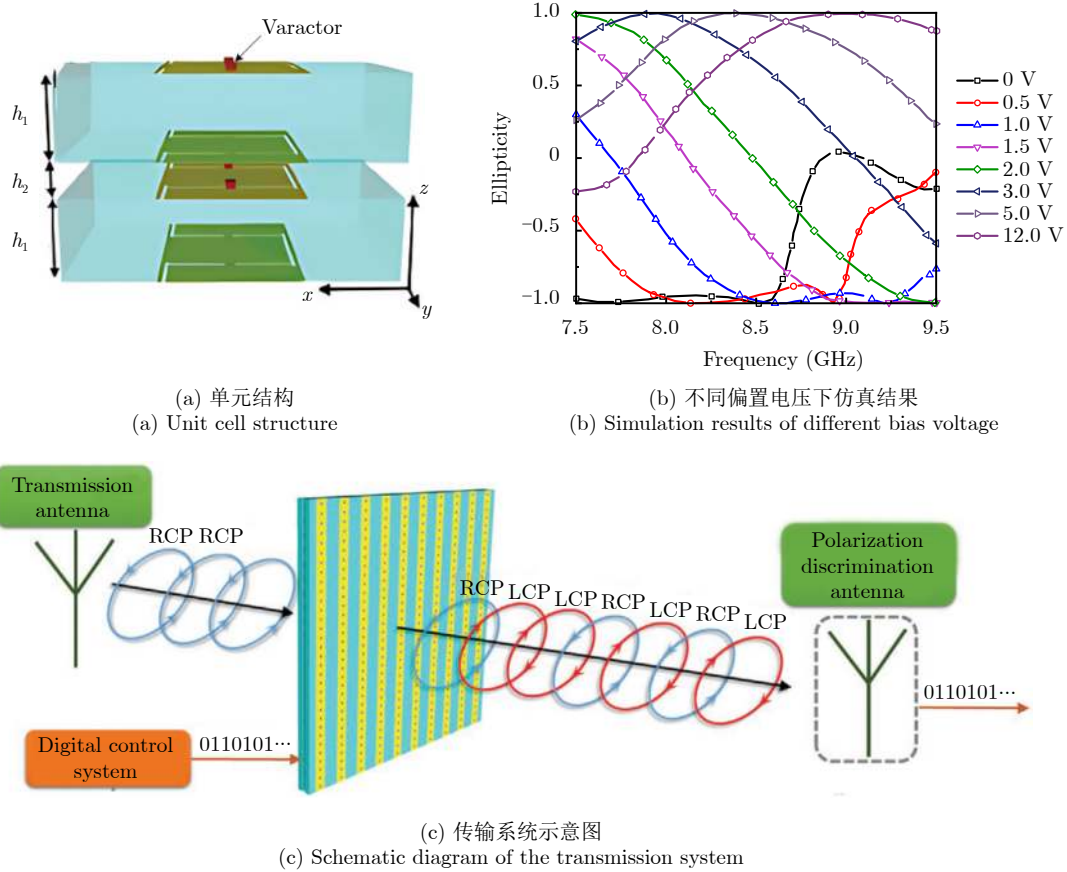 Varactor
h1
h2
h1
z
x
y
1.0
0.5
0
−0.5
−1.0
Ellipticity
7.5 8.0 8.5 9.0 9.5
Frequency (GHz)
0 V
0.5 V
1.0 V
1.5 V
2.0 V
3.0 V
5.0 V
12.0 V
(a) 单元结构
(a) Unit cell structure
(b) 不同偏置电压下仿真结果
(b) Simulation results of different bias voltage
Transmission
antenna
RCP RCP
RCP LCP LCP RCP LCP RCP LCP
Polarization
discrimination
antenna
0110101···
Digital control
system
0110101···
(c) 传输系统示意图
(c) Schematic diagram of the transmission system